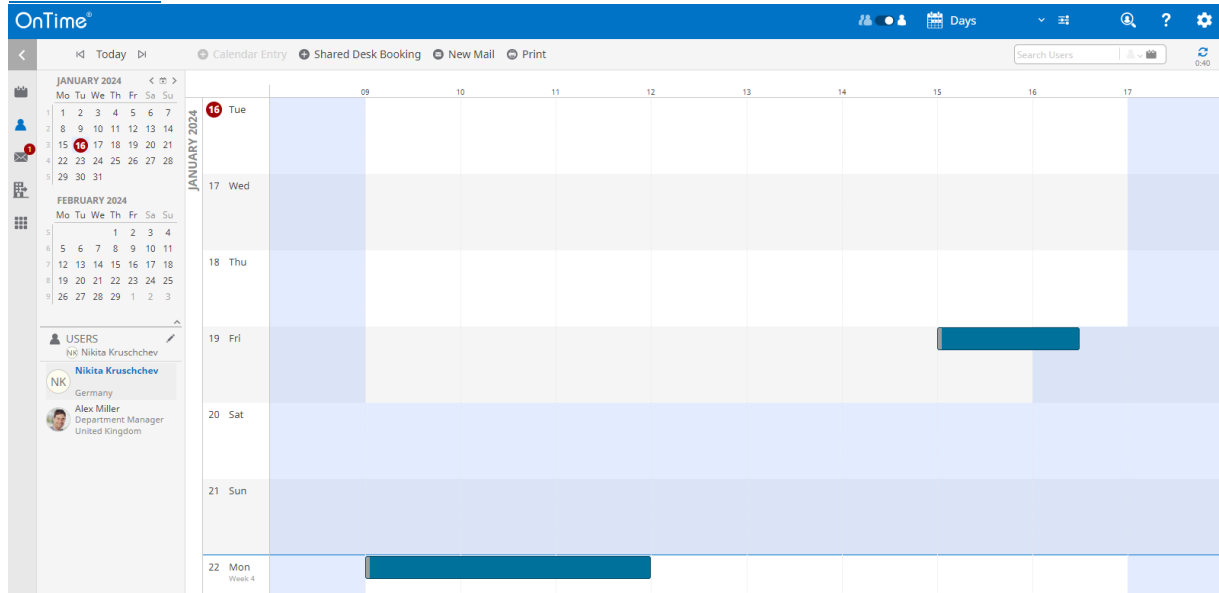 OnTime®
Days
?
Today
Calendar Entry
Shared Desk Booking
New Mail
Print
Search Users
0:40
1
JANUARY 2024
Mo Tu We Th Fr Sa Su
1 1 2 3 4 5 6 7
2 8 9 10 11 12 13 14
3 15 16 17 18 19 20 21
4 22 23 24 25 26 27 28
5 29 30 31
FEBRUARY 2024
Mo Tu We Th Fr Sa Su
5 1 2 3 4
6 5 6 7 8 9 10 11
7 12 13 14 15 16 17 18
8 19 20 21 22 23 24 25
9 26 27 28 29 1 2 3
USERS
NK Nikita Kruschchev
NK
Nikita Kruschchev
Germany
Alex Miller
Department Manager
United Kingdom
JANUARY 2024
09 10 11 12 13 14 15 16 17
16 Tue
17 Wed
18 Thu
19 Fri
20 Sat
21 Sun
22 Mon
Week 4